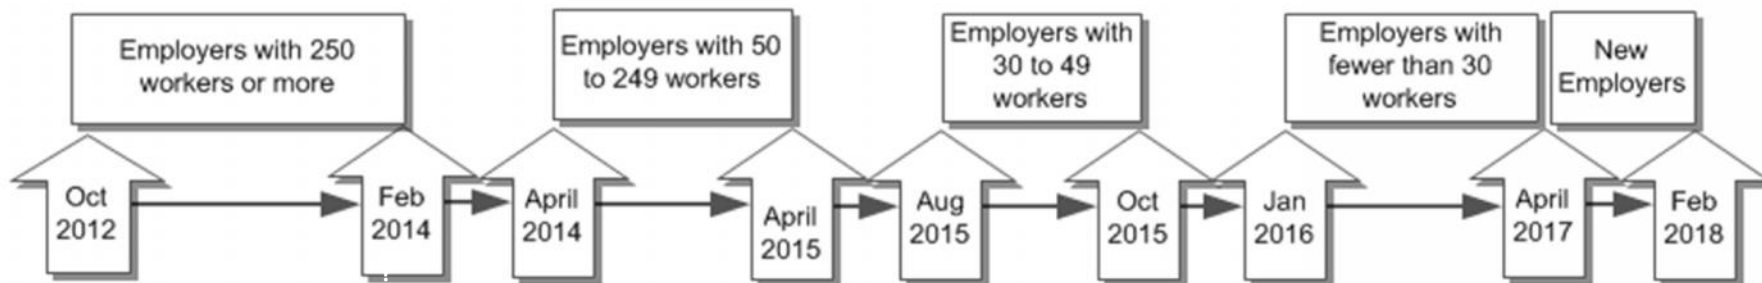 Employers with 250
workers or more
Employers with 50
to 249 workers
Employers with
30 to 49
workers
Employers with
fewer than 30
workers
New
Employers
Oct
2012
Feb
2014
April
2014
April
2015
Aug
2015
Oct
2015
Jan
2016
April
2017
Feb
2018